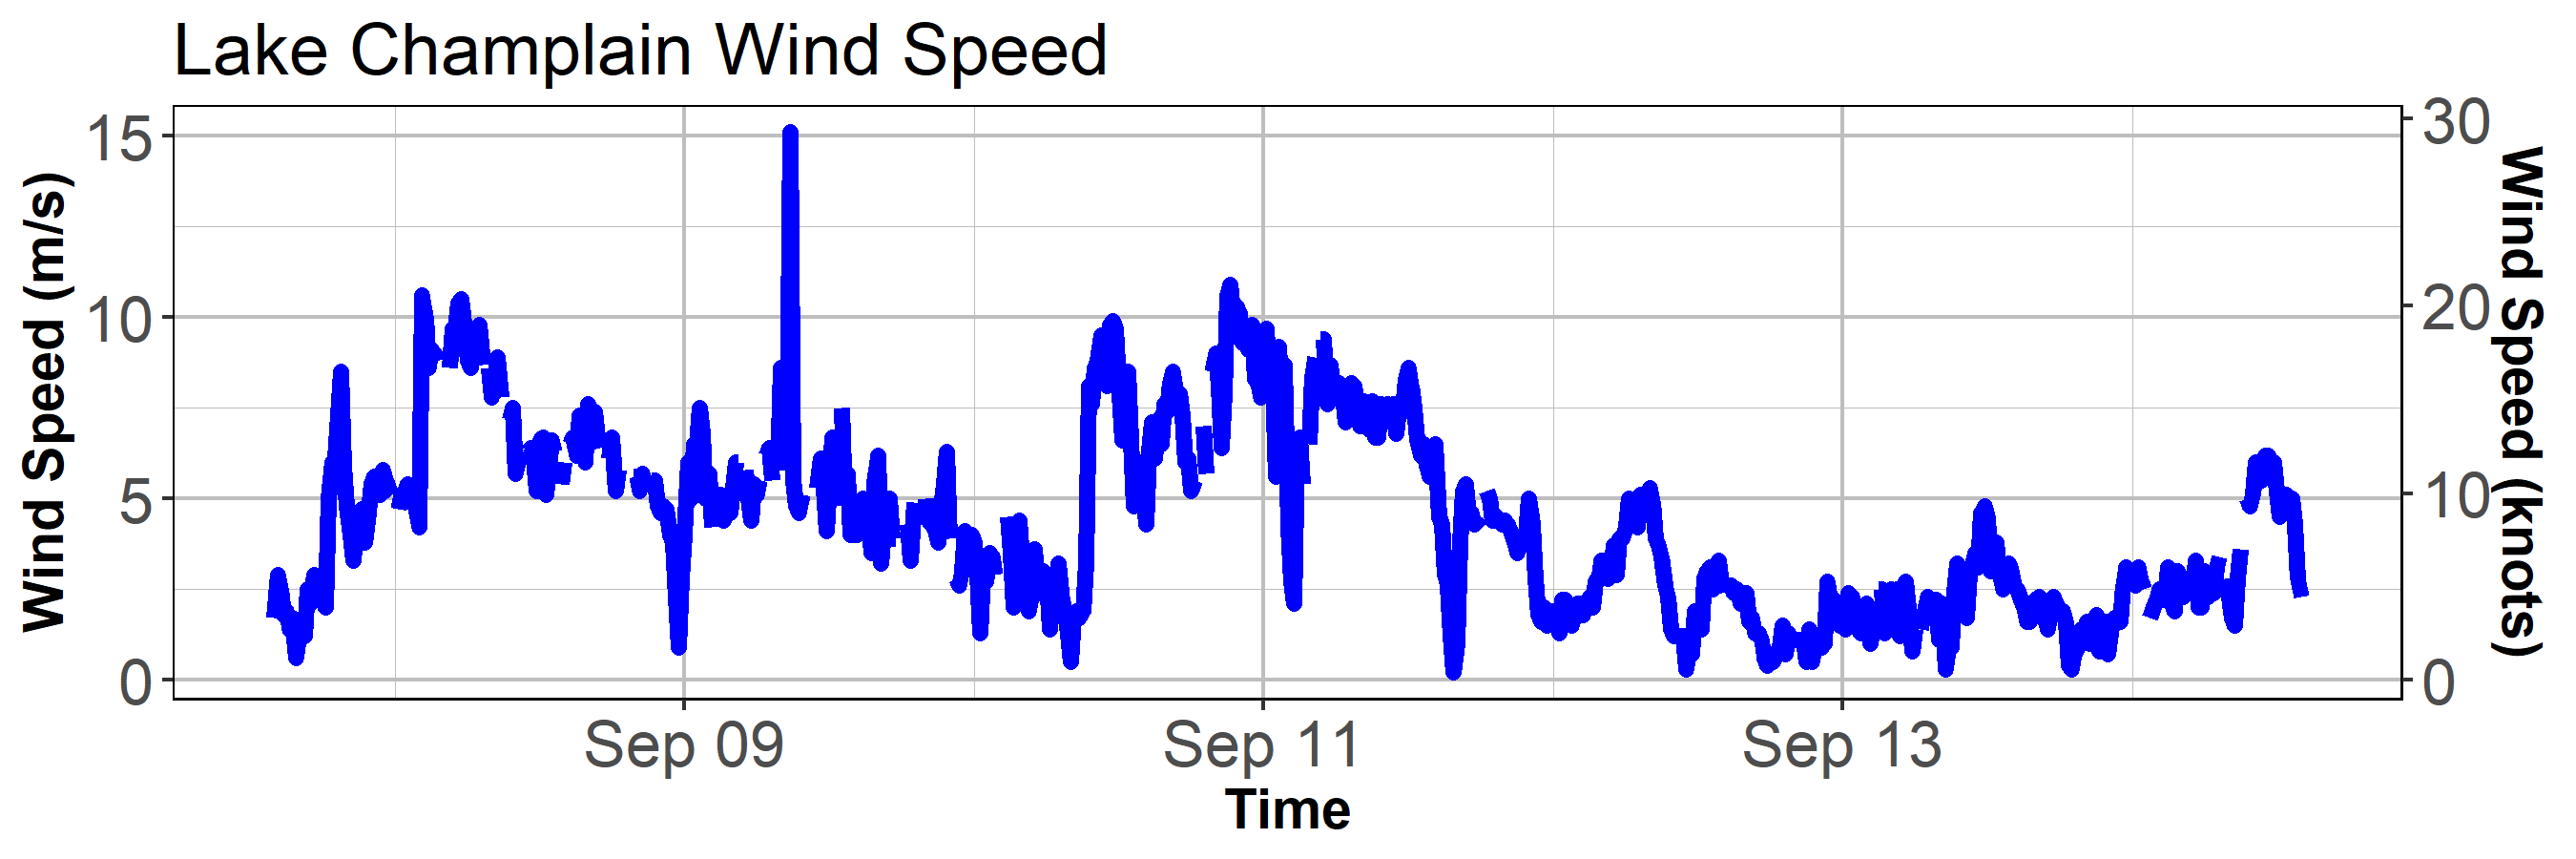 Lake Champlain Wind Speed
Wind Speed (m/s)
15
10
5
0
30
20
10
0
Wind Speed (knots)
Sep 09
Sep 11
Sep 13
Time